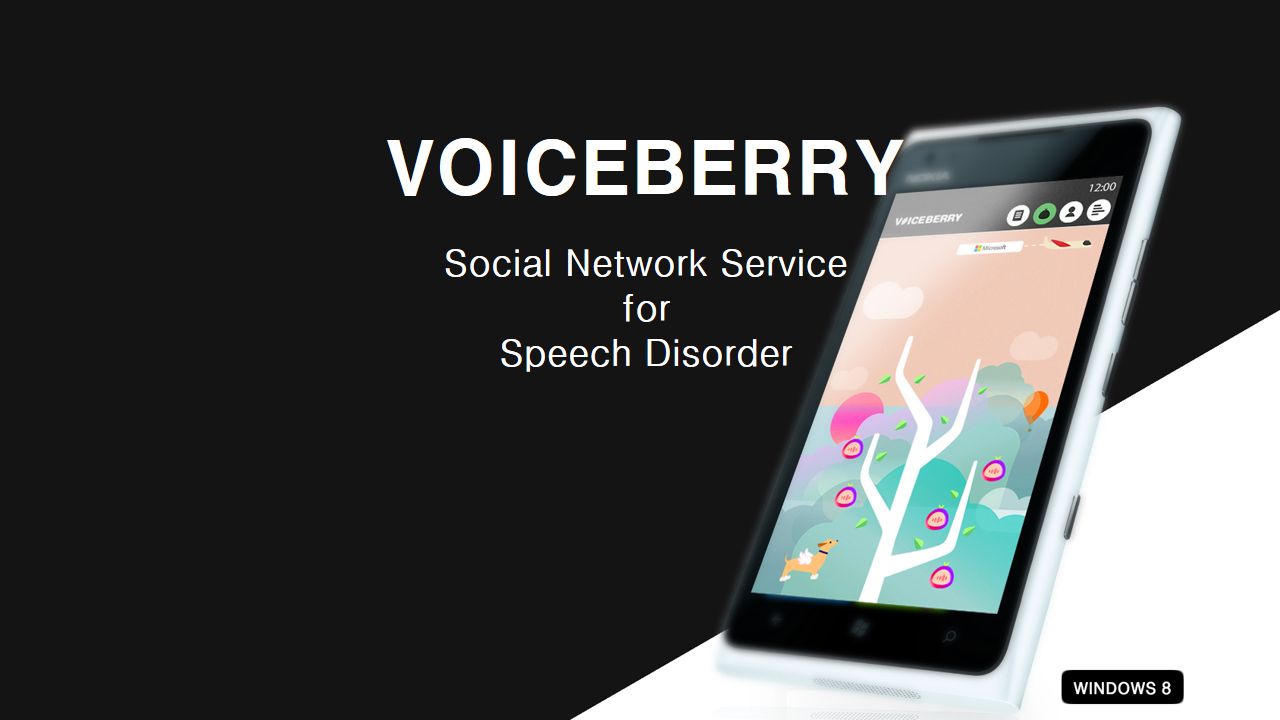 VOICEBERRY
Social Network Service
for
Speech Disorder
NOKIA
12:00
VOICEBERRY
Microsoft
WINDOWS 8